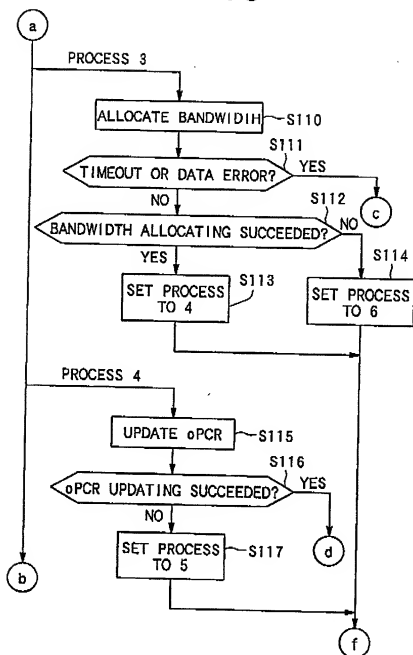 a
PROCESS 3
ALLOCATE BANDWIDIH
S110
S111
TIMEOUT OR DATA ERROR?
YES
NO
c
S112
BANDWIDTH ALLOCATING SUCCEEDED?
NO
YES
S113
S114
SET PROCESS
TO 4
SET PROCESS
TO 6
PROCESS 4
UPDATE oPCR
S115
S116
oPCR UPDATING SUCCEEDED?
YES
NO
d
SET PROCESS
TO 5
S117
b
f